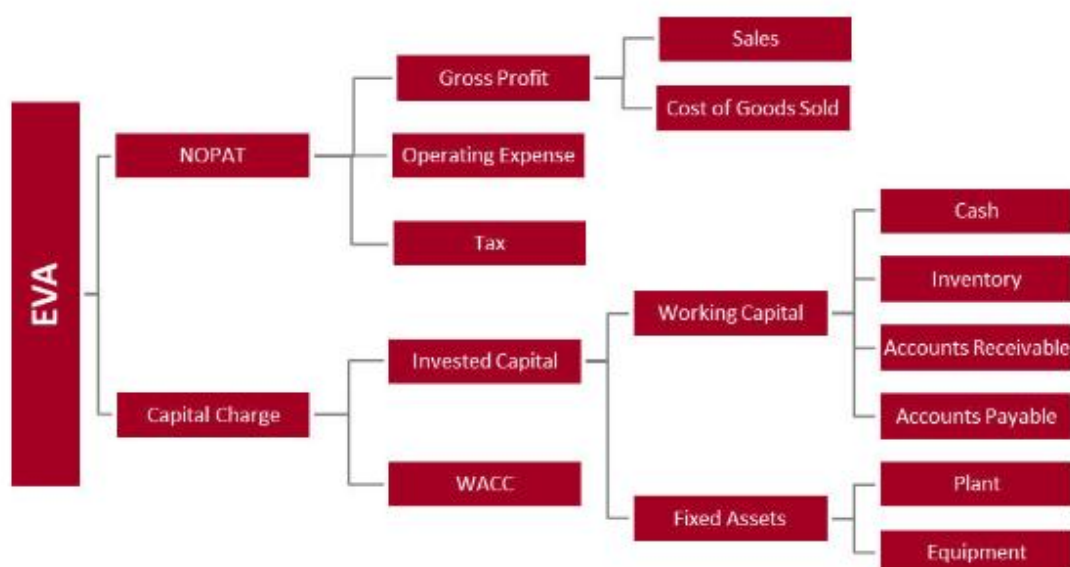 EVA
NOPAT
Gross Profit
Sales
Cost of Goods Sold
Operating Expense
Tax
Capital Charge
Invested Capital
Working Capital
Cash
Inventory
Accounts Receivable
Accounts Payable
Fixed Assets
Plant
Equipment
WACC